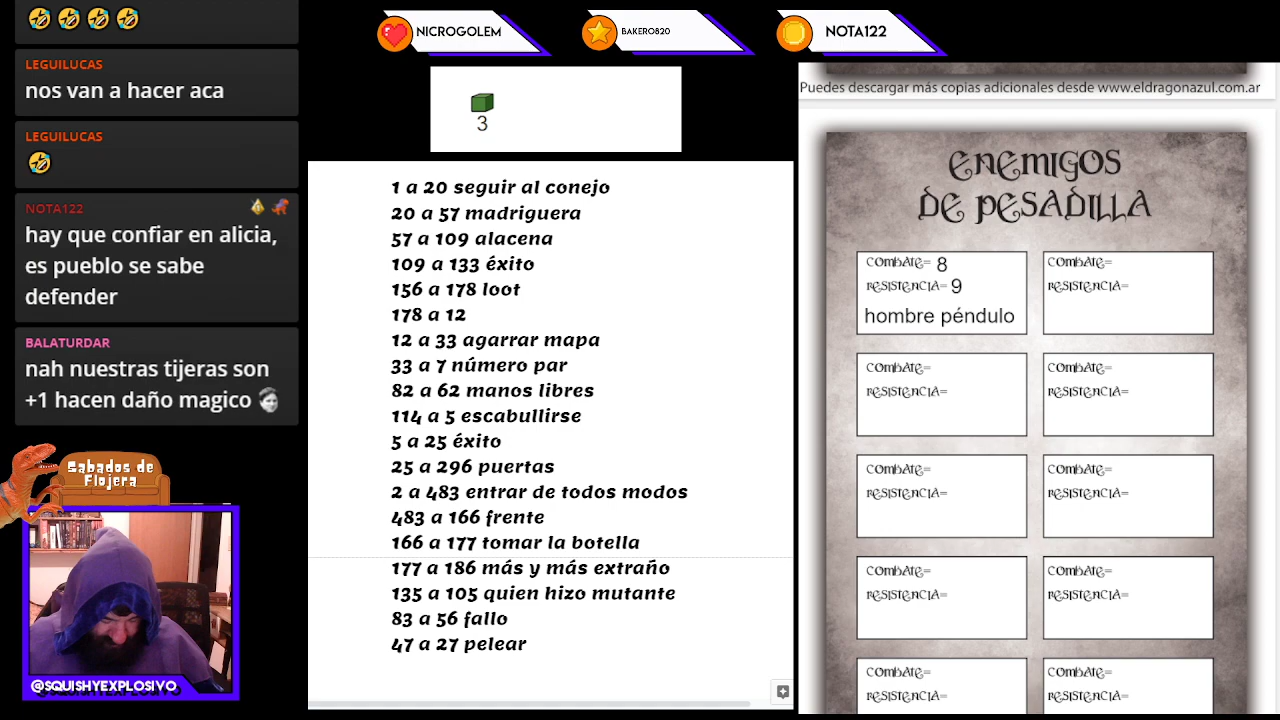 NICROGOLEM
BAKERO820
NOTA122
LEGUILUCAS
nos van a hacer aca
LEGUILUCAS
NOTA122
hay que confiar en alicia,
es pueblo se sabe
defender
BALATURDAR
nah nuestras tijeras son
+1 hacen daño magico
Sabados de
Flojera
@SQUISHYEXPLOSIVO
3
1 a 20 seguir al conejo
20 a 57 madriguera
57 a 109 alacena
109 a 133 éxito
156 a 178 loot
178 a 12
12 a 33 agarrar mapa
33 a 7 número par
82 a 62 manos libres
114 a 5 escabullirse
5 a 25 éxito
25 a 296 puertas
2 a 483 entrar de todos modos
483 a 166 frente
166 a 177 tomar la botella
177 a 186 más y más extraño
135 a 105 quien hizo mutante
83 a 56 fallo
47 a 27 pelear
Puedes descargar más copias adicionales desde www.eldragonazul.com.ar
ENEMIGOS
DE PESADILLA
COMBATE= 8
RESISTENCIA= 9
hombre péndulo
COMBATE=
RESISTENCIA=
COMBATE=
RESISTENCIA=
COMBATE=
RESISTENCIA=
COMBATE=
RESISTENCIA=
COMBATE=
RESISTENCIA=
COMBATE=
RESISTENCIA=
COMBATE=
RESISTENCIA=
COMBATE=
RESISTENCIA=
COMBATE=
RESISTENCIA=